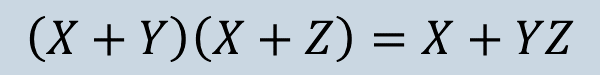 (X + Y)(X + Z) = X + YZ